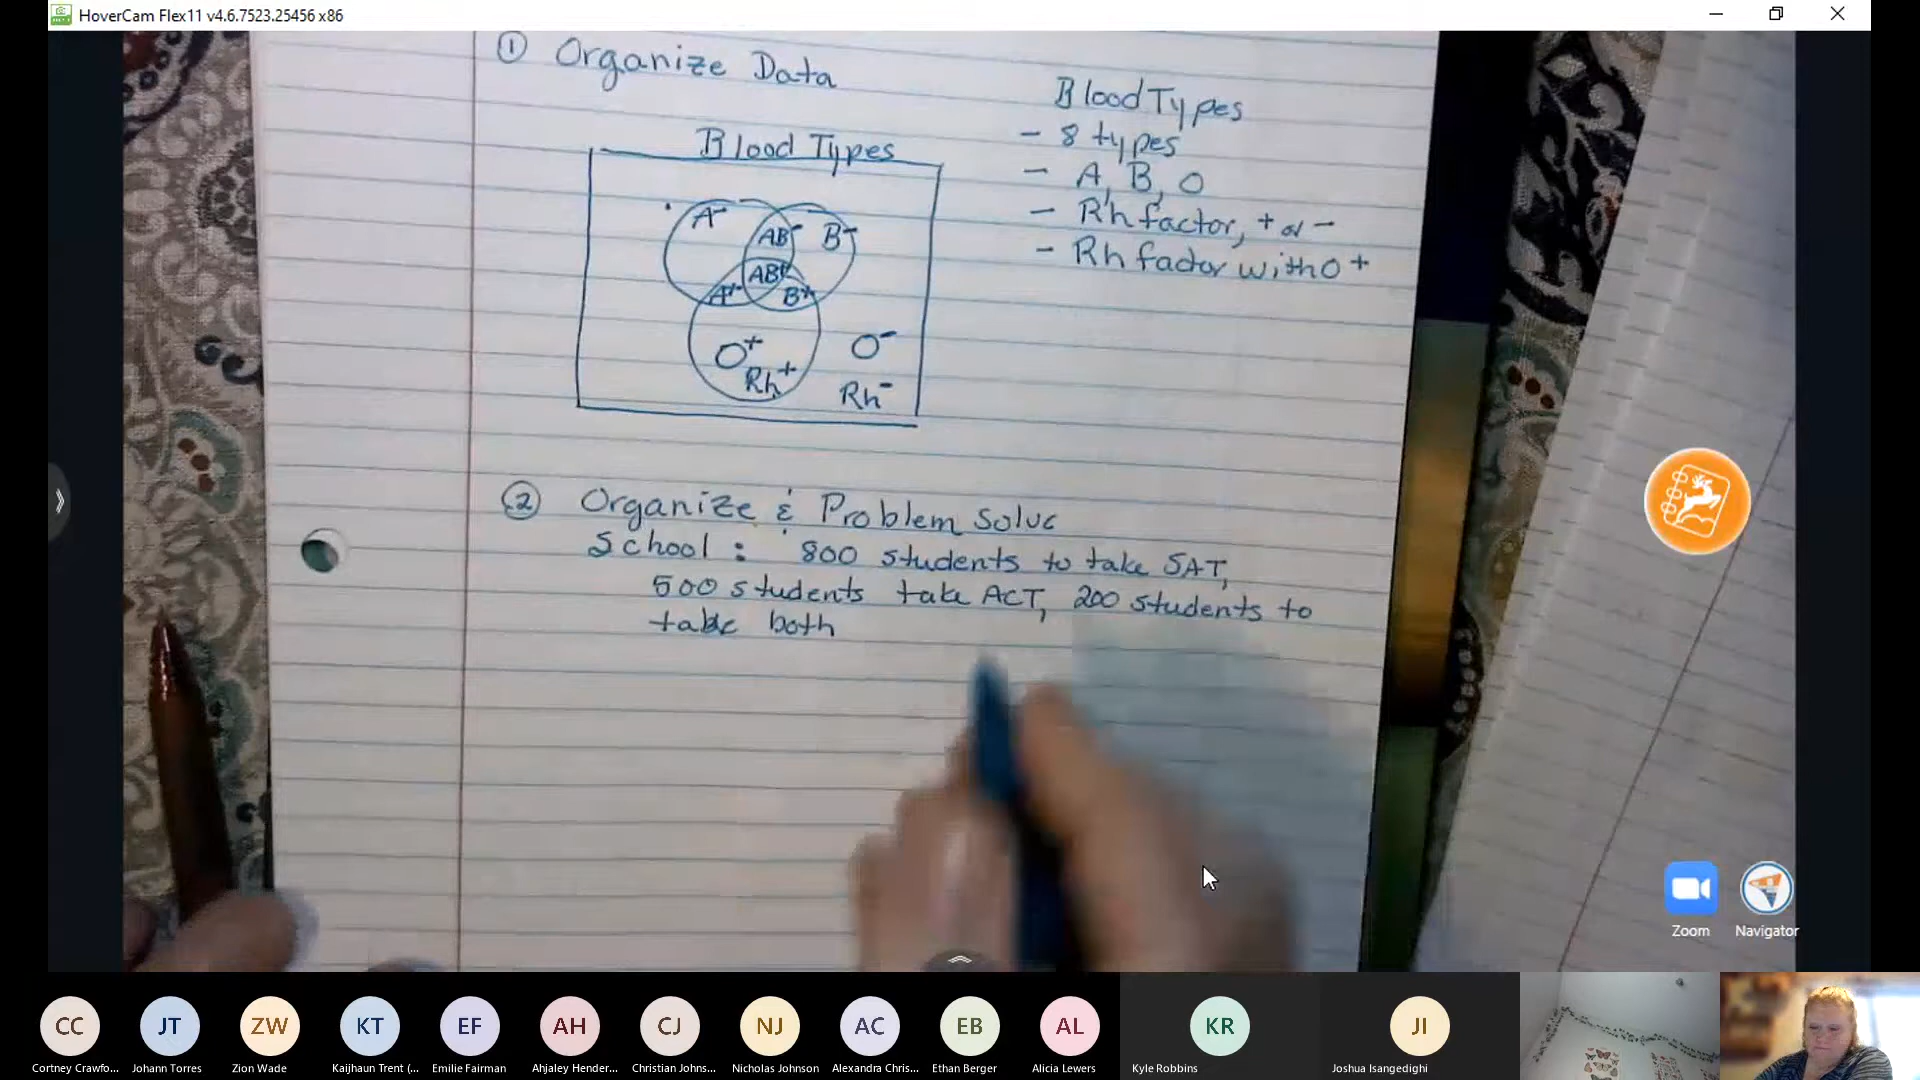 HoverCam Flex11 v4.6.7523.25456 x86
① Organize Data
Blood Types
Blood Types
- 8 types
- A, B, O
- Rh factor, + or -
- Rh factor with O +
A-
AB-
B-
AB+
A+
B+
O+
Rh+
O-
Rh-
② Organize & Problem Solve
School : 800 students to take SAT,
500 students take ACT, 200 students to
take both
Zoom
Navigator
CC
JT
ZW
KT
EF
AH
CJ
NJ
AC
EB
AL
KR
JI
Cortney Crawfo...
Johann Torres
Zion Wade
Kaijhaun Trent (...
Emilie Fairman
Ahjaley Hender...
Christian Johns...
Nicholas Johnson
Alexandra Chris...
Ethan Berger
Alicia Lewers
Kyle Robbins
Joshua Isangedighi